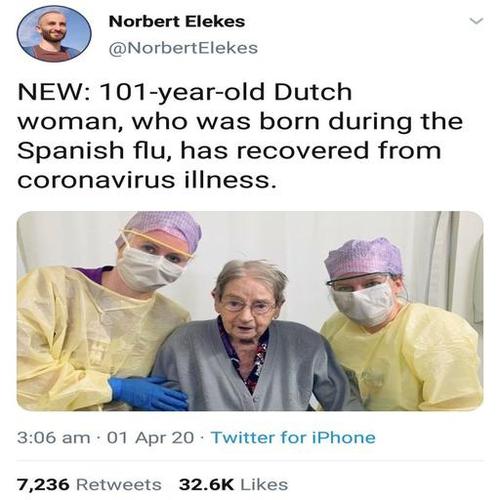 Norbert Elekes
@NorbertElekes
NEW: 101-year-old Dutch
woman, who was born during the
Spanish flu, has recovered from
coronavirus illness.
3:06 am · 01 Apr 20 · Twitter for iPhone
7,236 Retweets 32.6K Likes